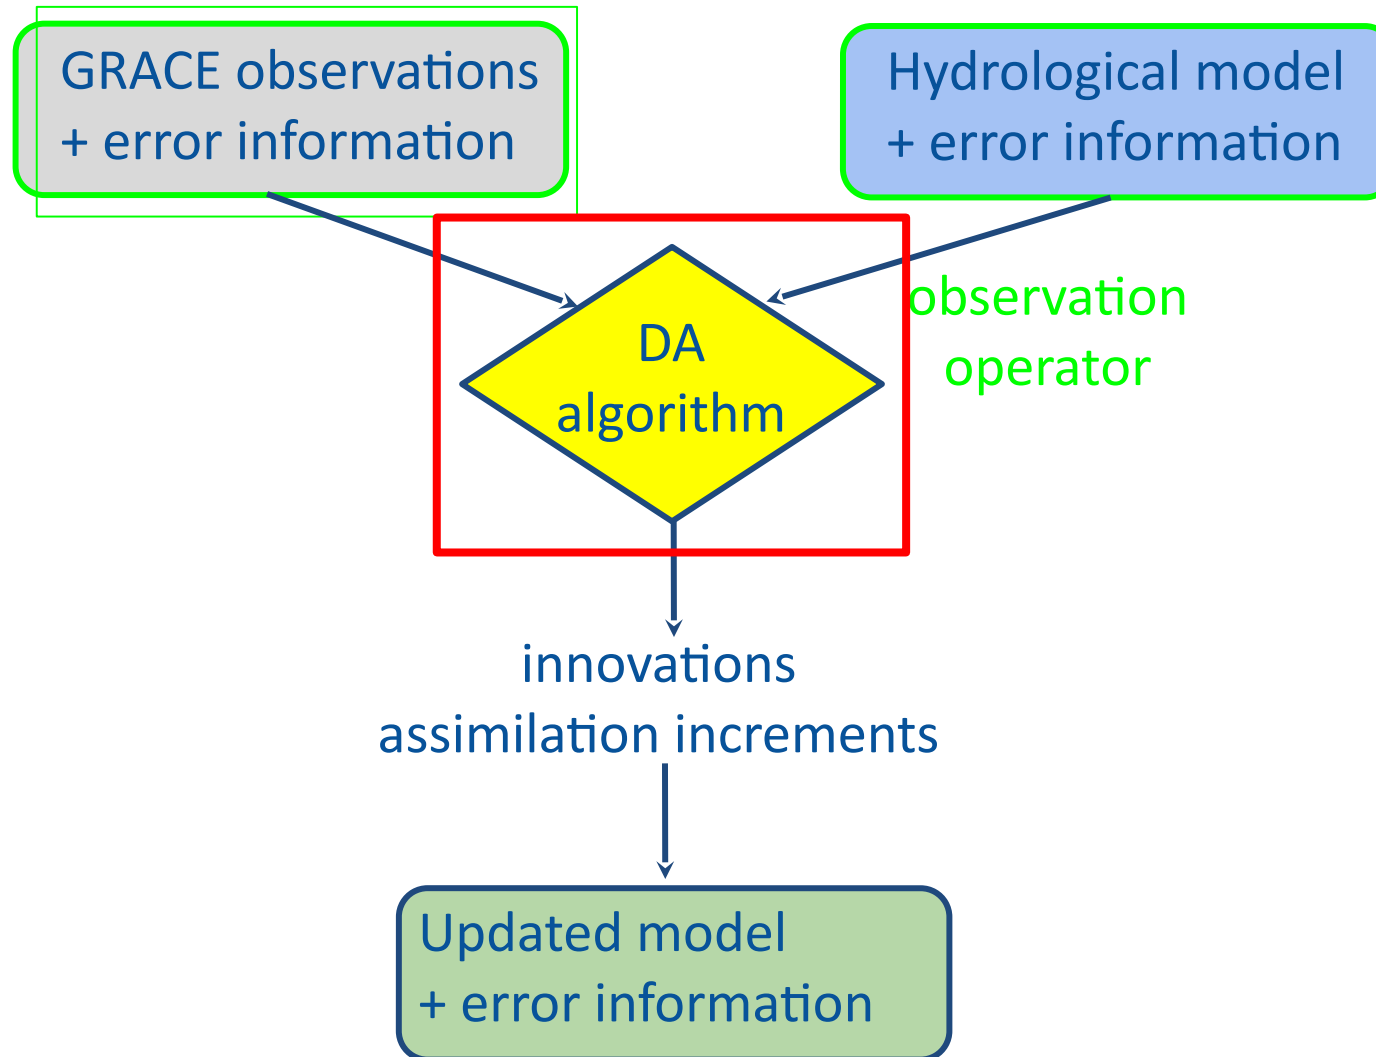 GRACE observations
+ error information
Hydrological model
+ error information
observation
operator
DA
algorithm
innovations
assimilation increments
Updated model
+ error information